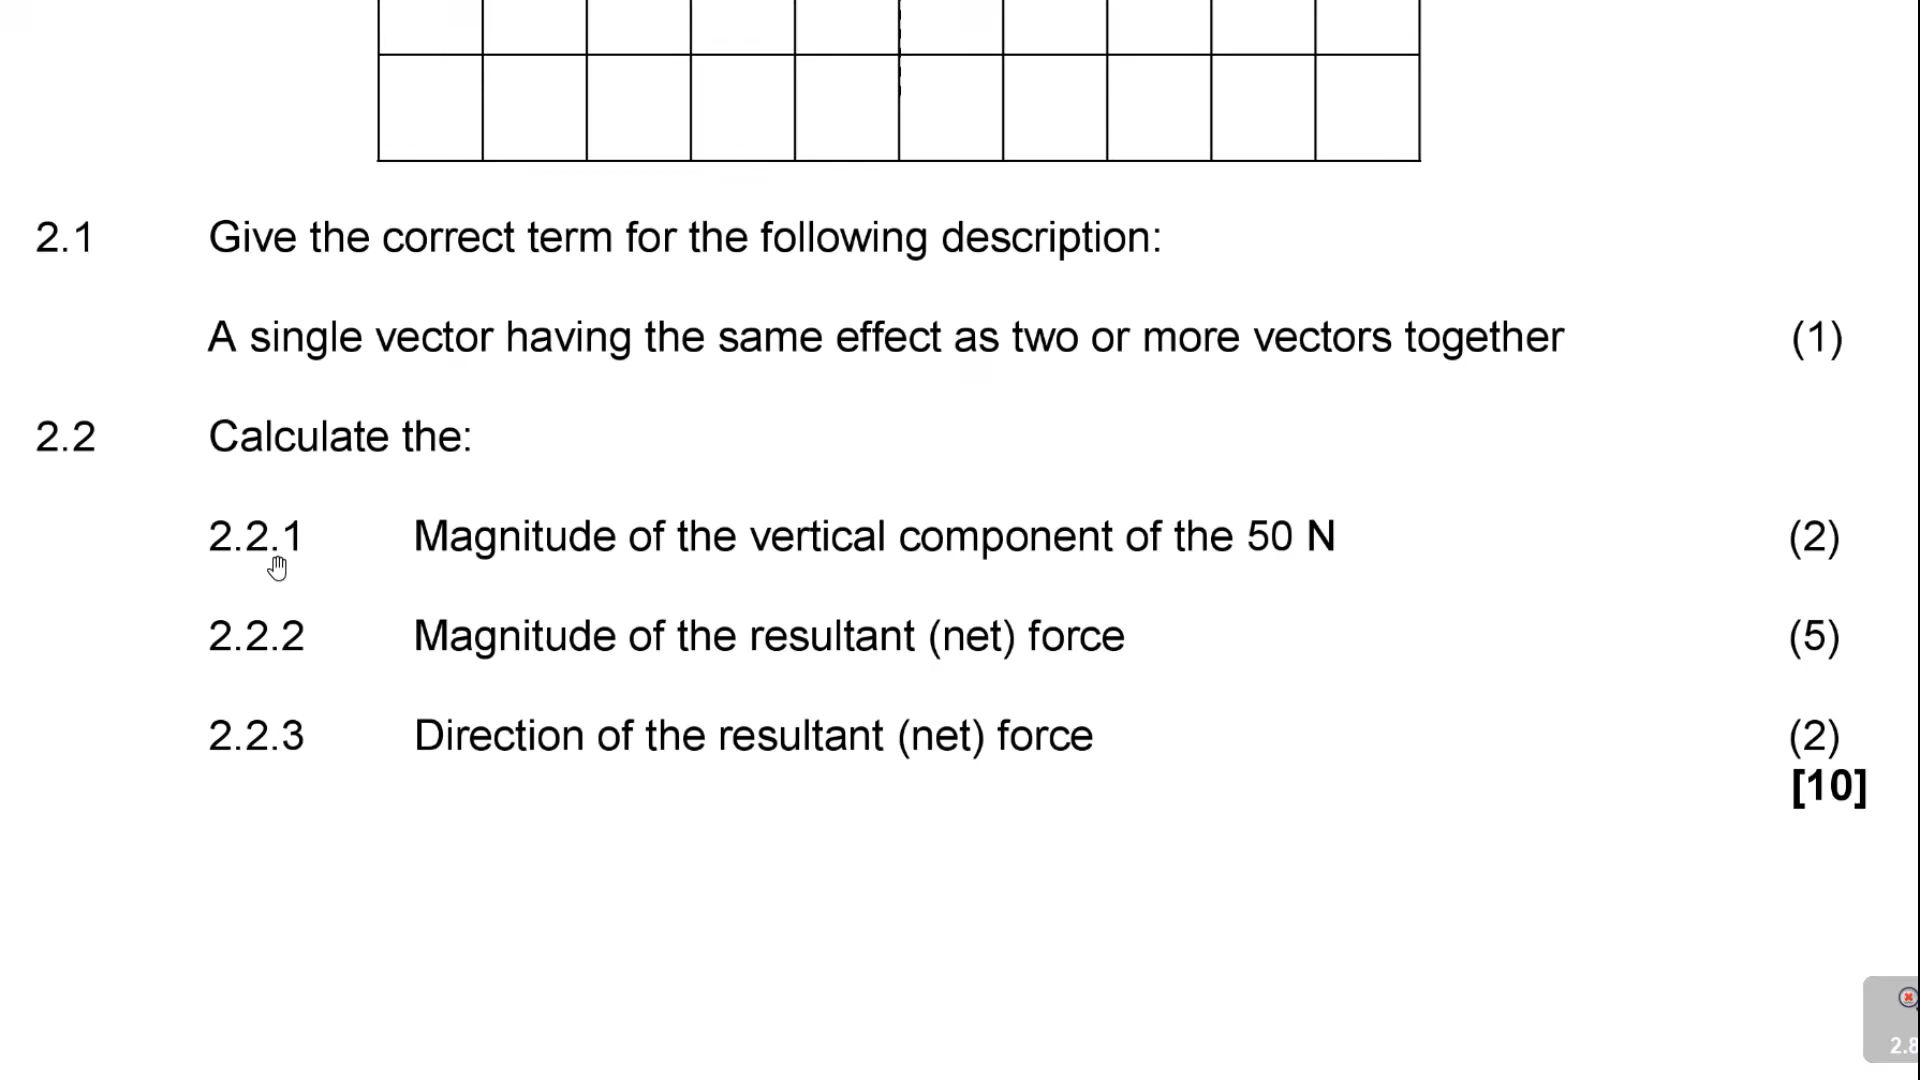 2.1 Give the correct term for the following description:
A single vector having the same effect as two or more vectors together (1)
2.2 Calculate the:
2.2.1 Magnitude of the vertical component of the 50 N (2)
2.2.2 Magnitude of the resultant (net) force (5)
2.2.3 Direction of the resultant (net) force (2)
[10]